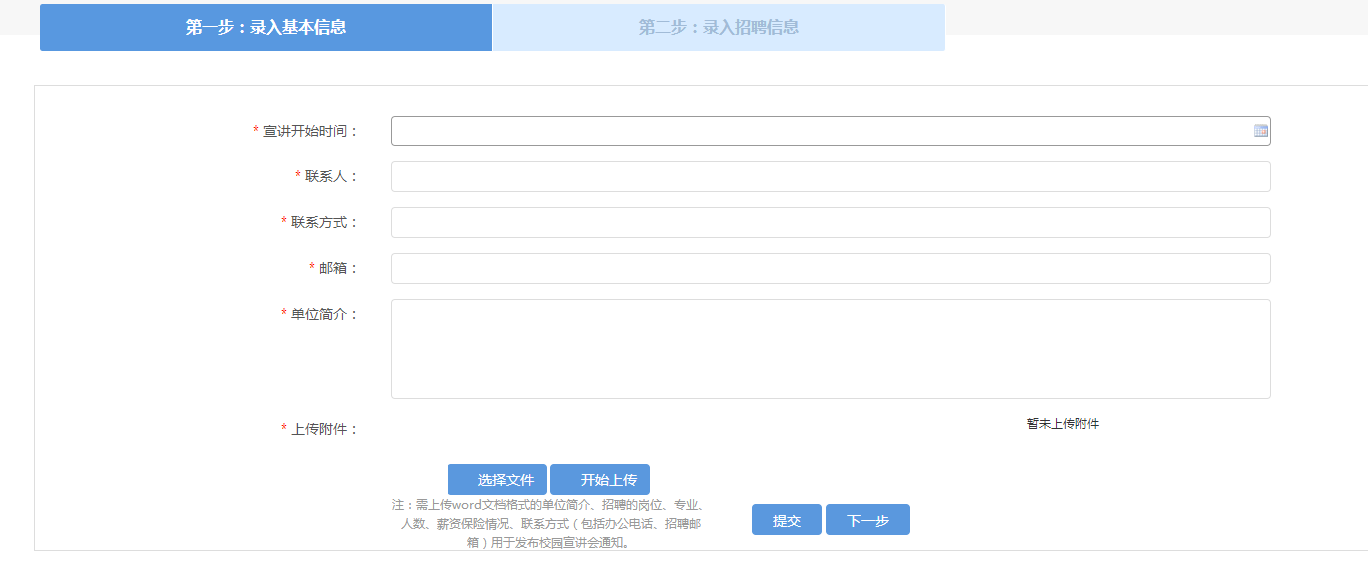 第一步：录入基本信息
第二步：录入招聘信息
* 宣讲开始时间：
* 联系人：
* 联系方式：
* 邮箱：
* 单位简介：
* 上传附件：
暂未上传附件
选择文件
开始上传
注：需上传word文档格式的单位简介、招聘的岗位、专业、
人数、薪资保险情况、联系方式（包括办公电话、招聘邮
箱）用于发布校园宣讲会通知。
提交
下一步